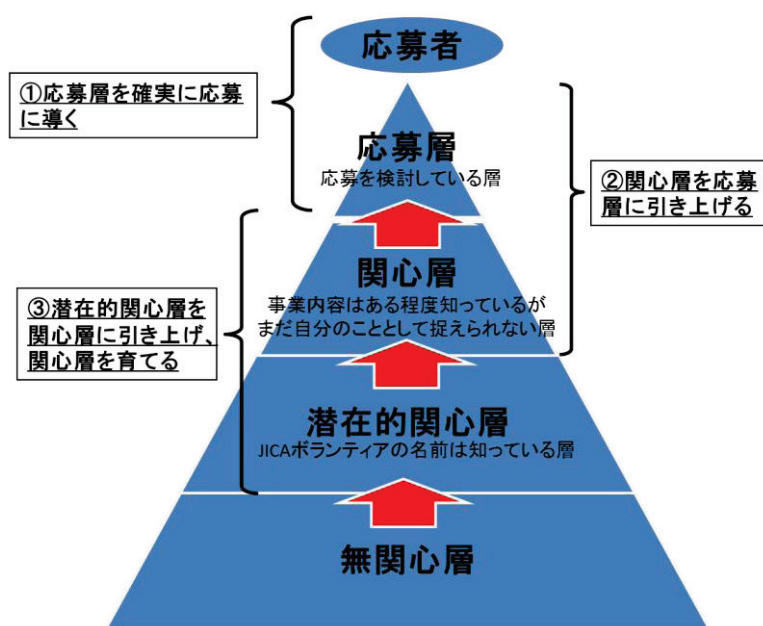 応募者
①応募層を確実に応募
に導く
応募層
応募を検討している層
②関心層を応募
層に引き上げる
関心層
事業内容はある程度知っているが
まだ自分のこととして捉えられない層
③潜在的関心層を
関心層に引き上げ、
関心層を育てる
潜在的関心層
JICAボランティアの名前は知っている層
無関心層